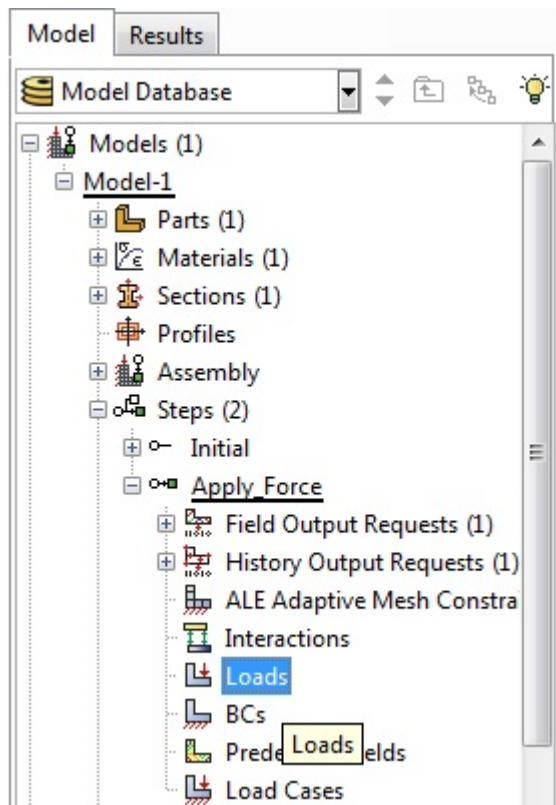 Model Results
Model Database
Models (1)
Model-1
Parts (1)
Materials (1)
Sections (1)
Profiles
Assembly
Steps (2)
Initial
Apply_Force
Field Output Requests (1)
History Output Requests (1)
ALE Adaptive Mesh Constra
Interactions
Loads
BCs
Prede Loads elds
Load Cases